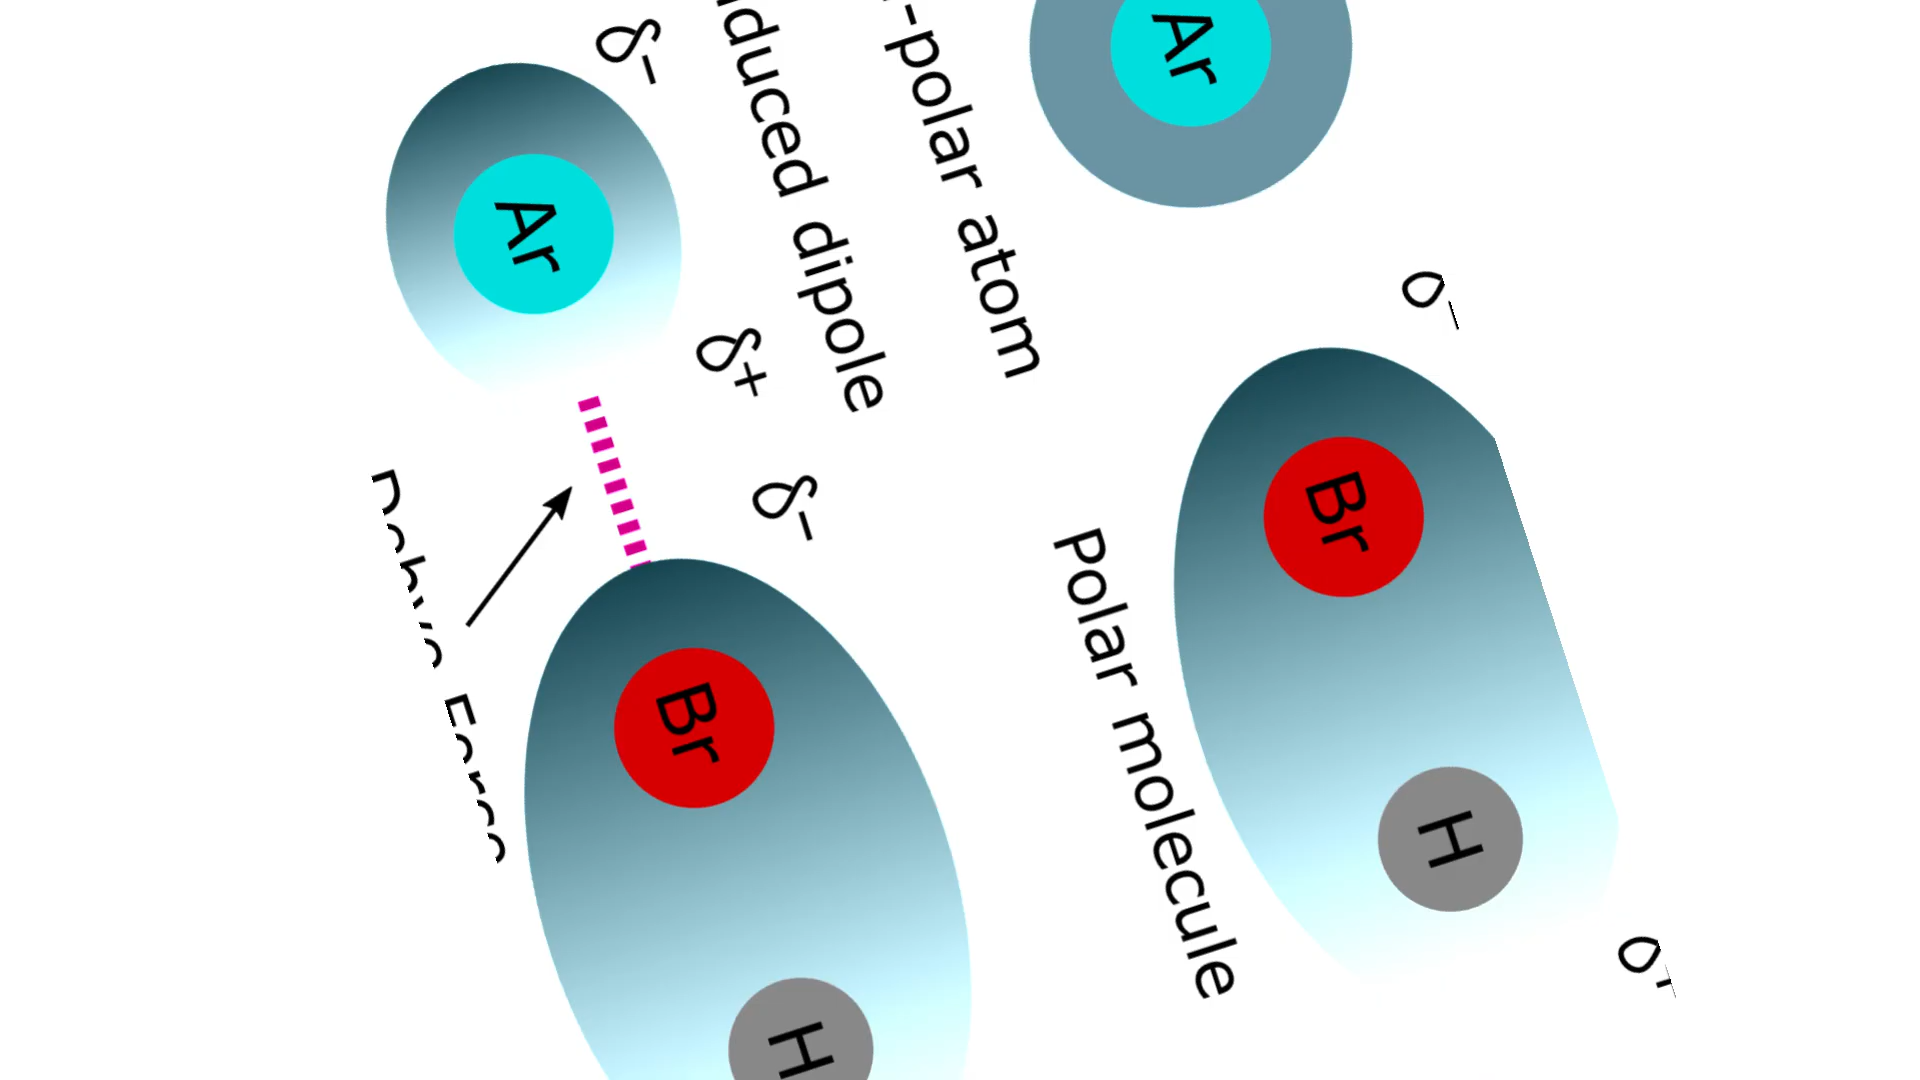 Ar
Br
H
-polar atom
Polar molecule
duced dipole
δ-
δ+
δ-
Ar
Br
H